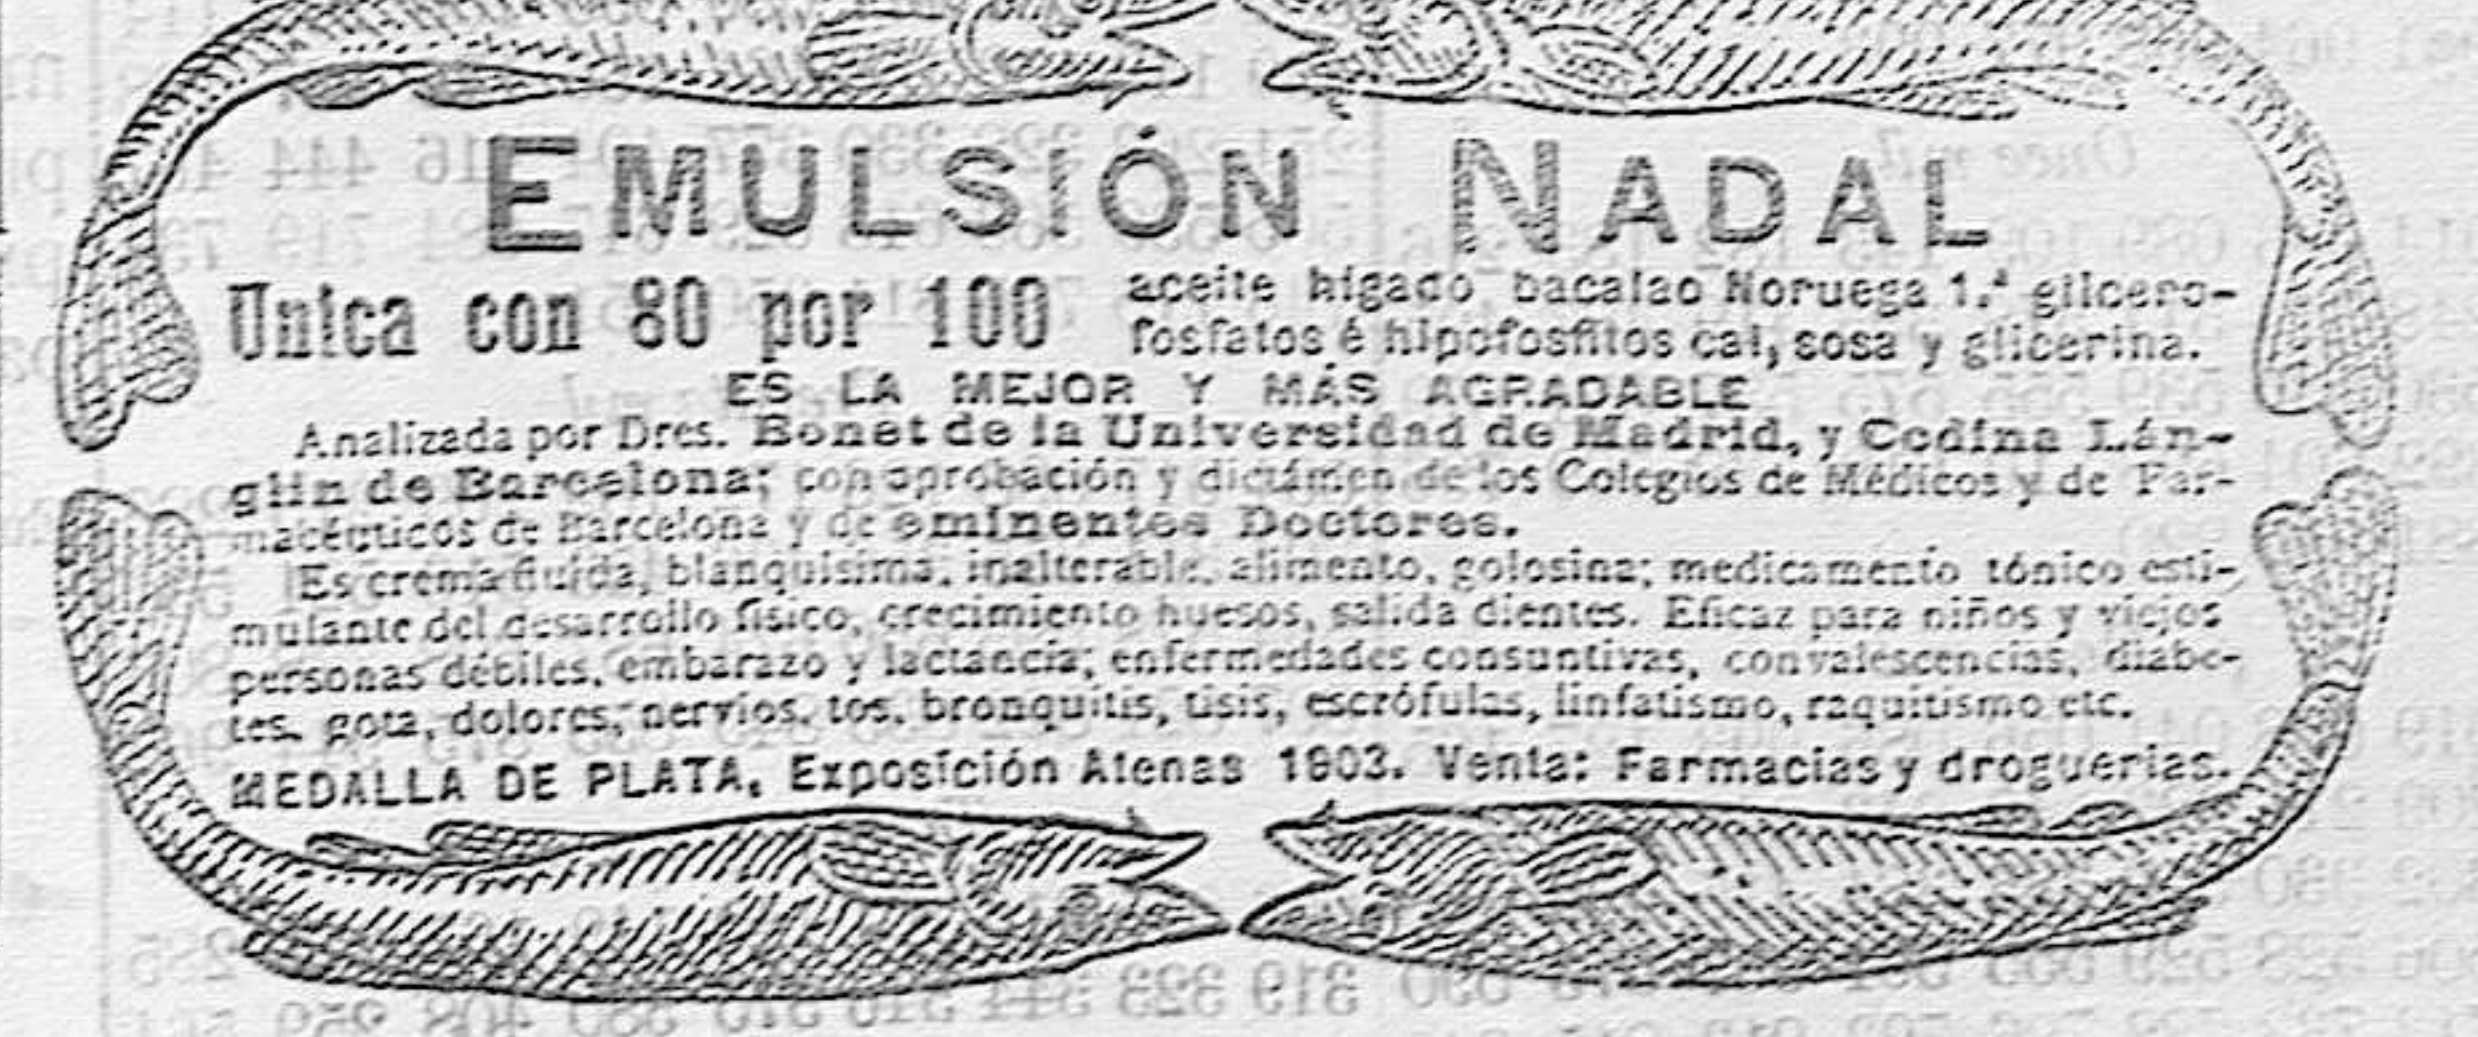 EMULSIÓN NADAL
Unica con 80 por 100 aceite hígado bacalao Noruega 1.ª glicero-
fosfatos é hipofosfitos cal, sosa y glicerina.
ES LA MEJOR Y MÁS AGRADABLE
Analizada por Dres. Bonet de la Universidad de Madrid, y Codina Län-
glin de Barcelona; con aprobación y dictámen de los Colegios de Médicos y de Far-
macéuticos de Barcelona y de eminentes Doctores.
Es crema fluída, blanquísima, inalterable, alimento, golosina; medicamento tónico esti-
mulante del desarrollo físico, crecimiento huesos, salida dientes. Eficaz para niños y viejos
personas débiles, embarazo y lactancia; enfermedades consuntivas, convalescencias, diabe-
tes, gota, dolores, nervios, tos, bronquitis, tisis, escrófulas, linfatismo, raquitismo etc.
MEDALLA DE PLATA, Exposición Atenas 1903. Venta: Farmacias y droguerías.